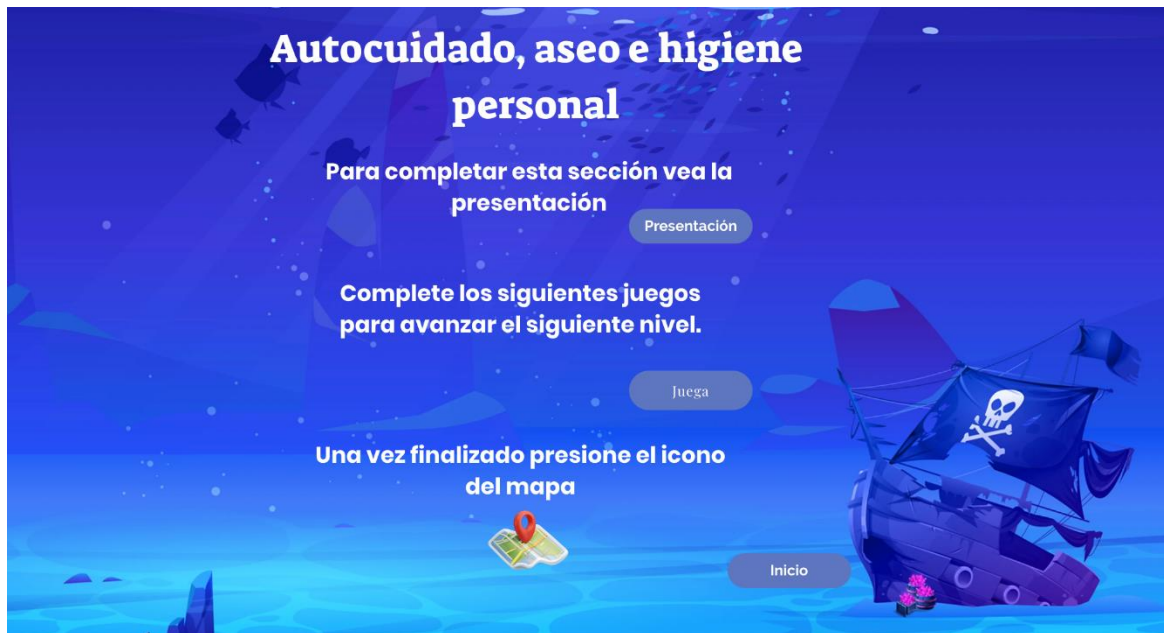 Autocuidado, aseo e higiene
personal
Para completar esta sección vea la
presentación
Presentación
Complete los siguientes juegos
para avanzar el siguiente nivel.
Juega
Una vez finalizado presione el icono
del mapa
Inicio